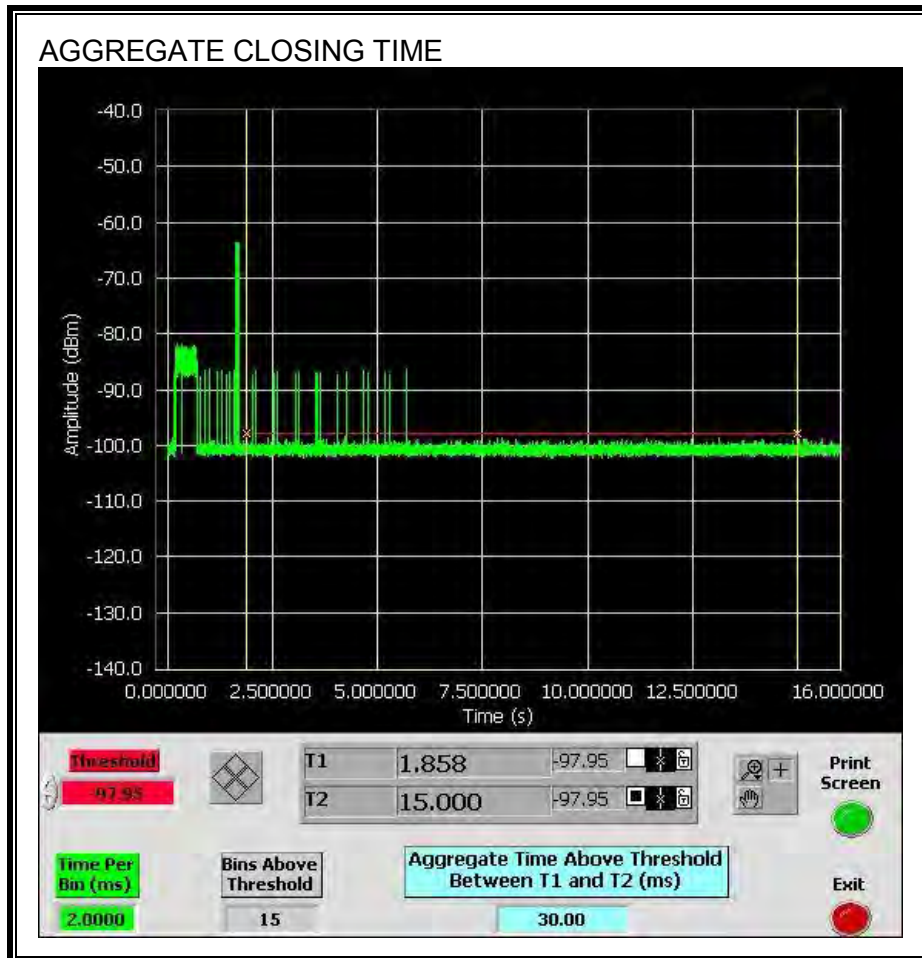 AGGREGATE CLOSING TIME
-40.0
-50.0
-60.0
-70.0
-80.0
-90.0
-100.0
-110.0
-120.0
-130.0
-140.0
Amplitude (dBm)
0.000000 2.500000 5.000000 7.500000 10.000000 12.500000 16.000000
Time (s)
Threshold
-97.95
T1 1.858 -97.95
T2 15.000 -97.95
Print
Screen
Time Per
Bin (ms)
2.0000
Bins Above
Threshold
15
Aggregate Time Above Threshold
Between T1 and T2 (ms)
30.00
Exit